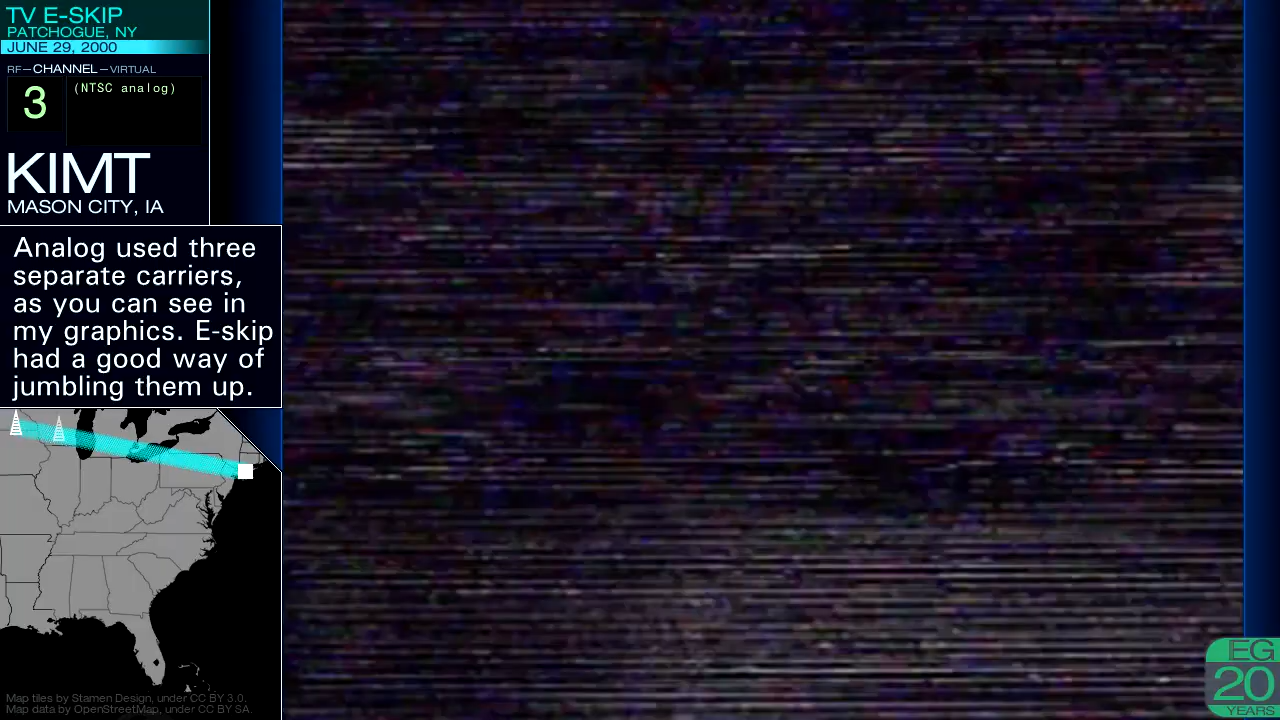 TV E-SKIP
PATCHOGUE, NY
JUNE 29, 2000
RF—CHANNEL—VIRTUAL
3
(NTSC analog)
KIMT
MASON CITY, IA
Analog used three
separate carriers,
as you can see in
my graphics. E-skip
had a good way of
jumbling them up.
Map tiles by Stamen Design, under CC BY 3.0.
Map data by OpenStreetMap, under CC BY SA.
EG
20
YEARS